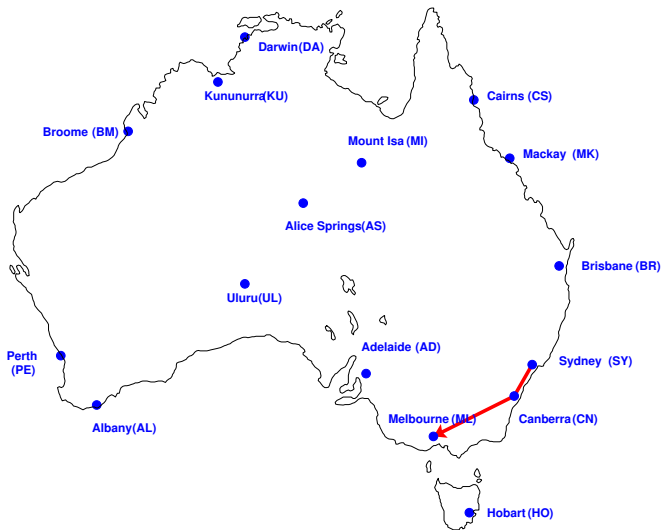 Darwin(DA)
Kununurra(KU)
Cairns (CS)
Broome (BM)
Mount Isa (MI)
Mackay (MK)
Alice Springs(AS)
Brisbane (BR)
Uluru(UL)
Adelaide (AD)
Perth
(PE)
Sydney (SY)
Albany(AL)
Melbourne(ML)
Canberra(CN)
Hobart(HO)